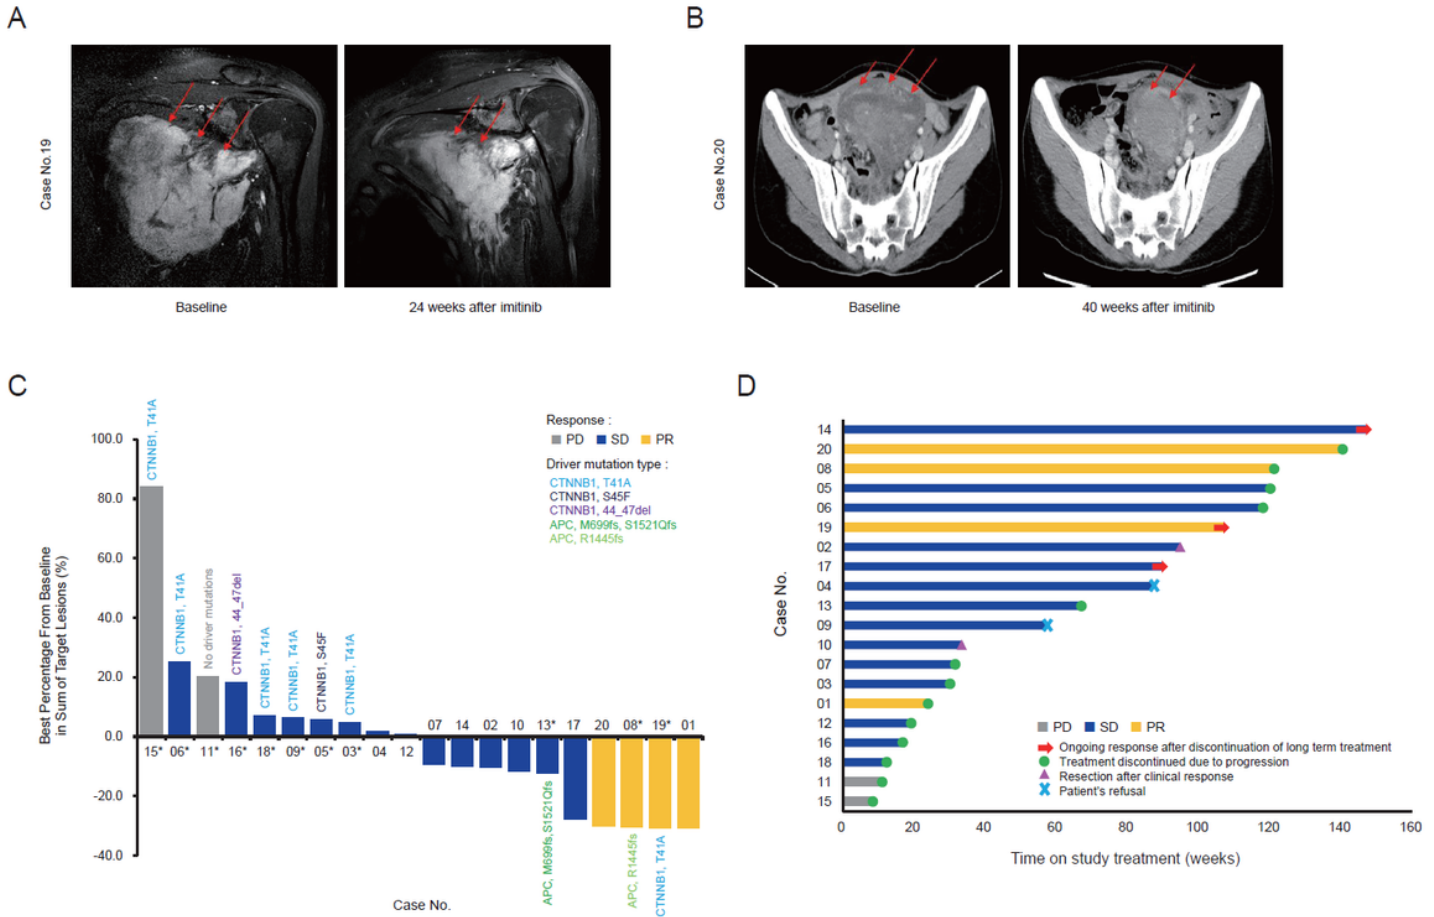 A
B
Case No.19
Case No.20
Baseline
24 weeks after imitinib
Baseline
40 weeks after imitinib
C
Best Percentage From Baseline
in Sum of Target Lesions (%)
100.0
80.0
60.0
40.0
20.0
0.0
-20.0
-40.0
CTNNB1, T41A
CTNNB1, T41A
No driver mutations
CTNNB1, 44_47del
CTNNB1, T41A
CTNNB1, T41A
CTNNB1, S45F
CTNNB1, T41A
Response :
PD SD PR
Driver mutation type :
CTNNB1, T41A
CTNNB1, S45F
CTNNB1, 44_47del
APC, M699fs, S1521Qfs
APC, R1445fs
07 14 02 10 13* 17 20 08* 19* 01
15* 06* 11* 16* 18* 09* 05* 03* 04 12
APC, M699fs,S1521Qfs
APC, R1445fs
CTNNB1, T41A
Case No.
D
Case No.
14
20
08
05
06
19
02
17
04
13
09
10
07
03
01
12
16
18
11
15
PD SD PR
Ongoing response after discontinuation of long term treatment
Treatment discontinued due to progression
Resection after clinical response
Patient's refusal
0 20 40 60 80 100 120 140 160
Time on study treatment (weeks)